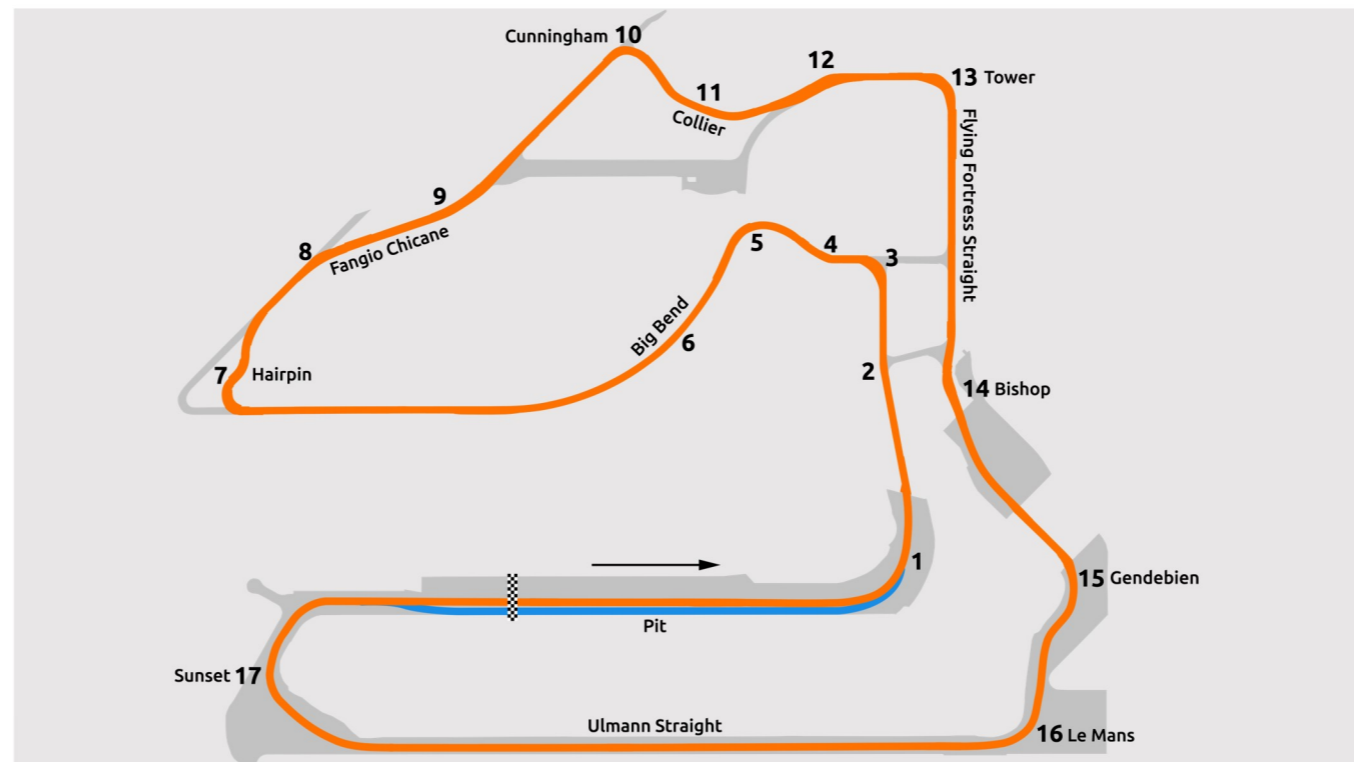 Cunningham 10
12
13 Tower
11
Collier
Flying Fortress Straight
9
8
Fangio Chicane
5
4
3
Big Bend
6
7 Hairpin
2
14 Bishop
1
15 Gendebien
Pit
Sunset 17
Ulmann Straight
16 Le Mans